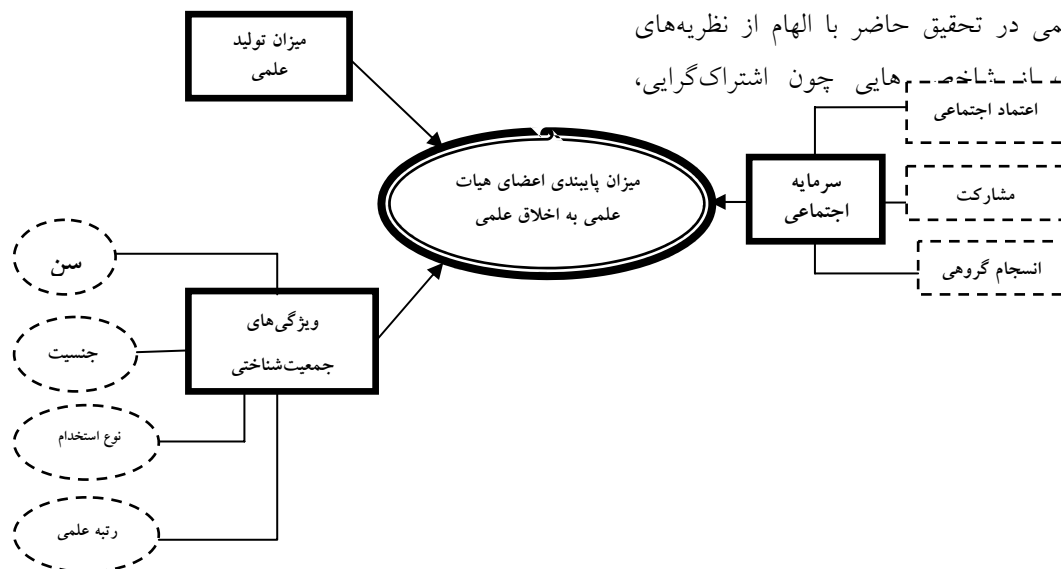 می در تحقیق حاضر با الهام از نظریه‌های
هایی چون اشتراک‌گرایی،
میزان تولید
علمی
اعتماد اجتماعی
سرمایه
اجتماعی
مشارکت
انسجام گروهی
میزان پایبندی اعضای هیات
علمی به اخلاق علمی
سن
ویژگی‌های
جمعیت‌شناختی
جنسیت
نوع استخدام
رتبه علمی